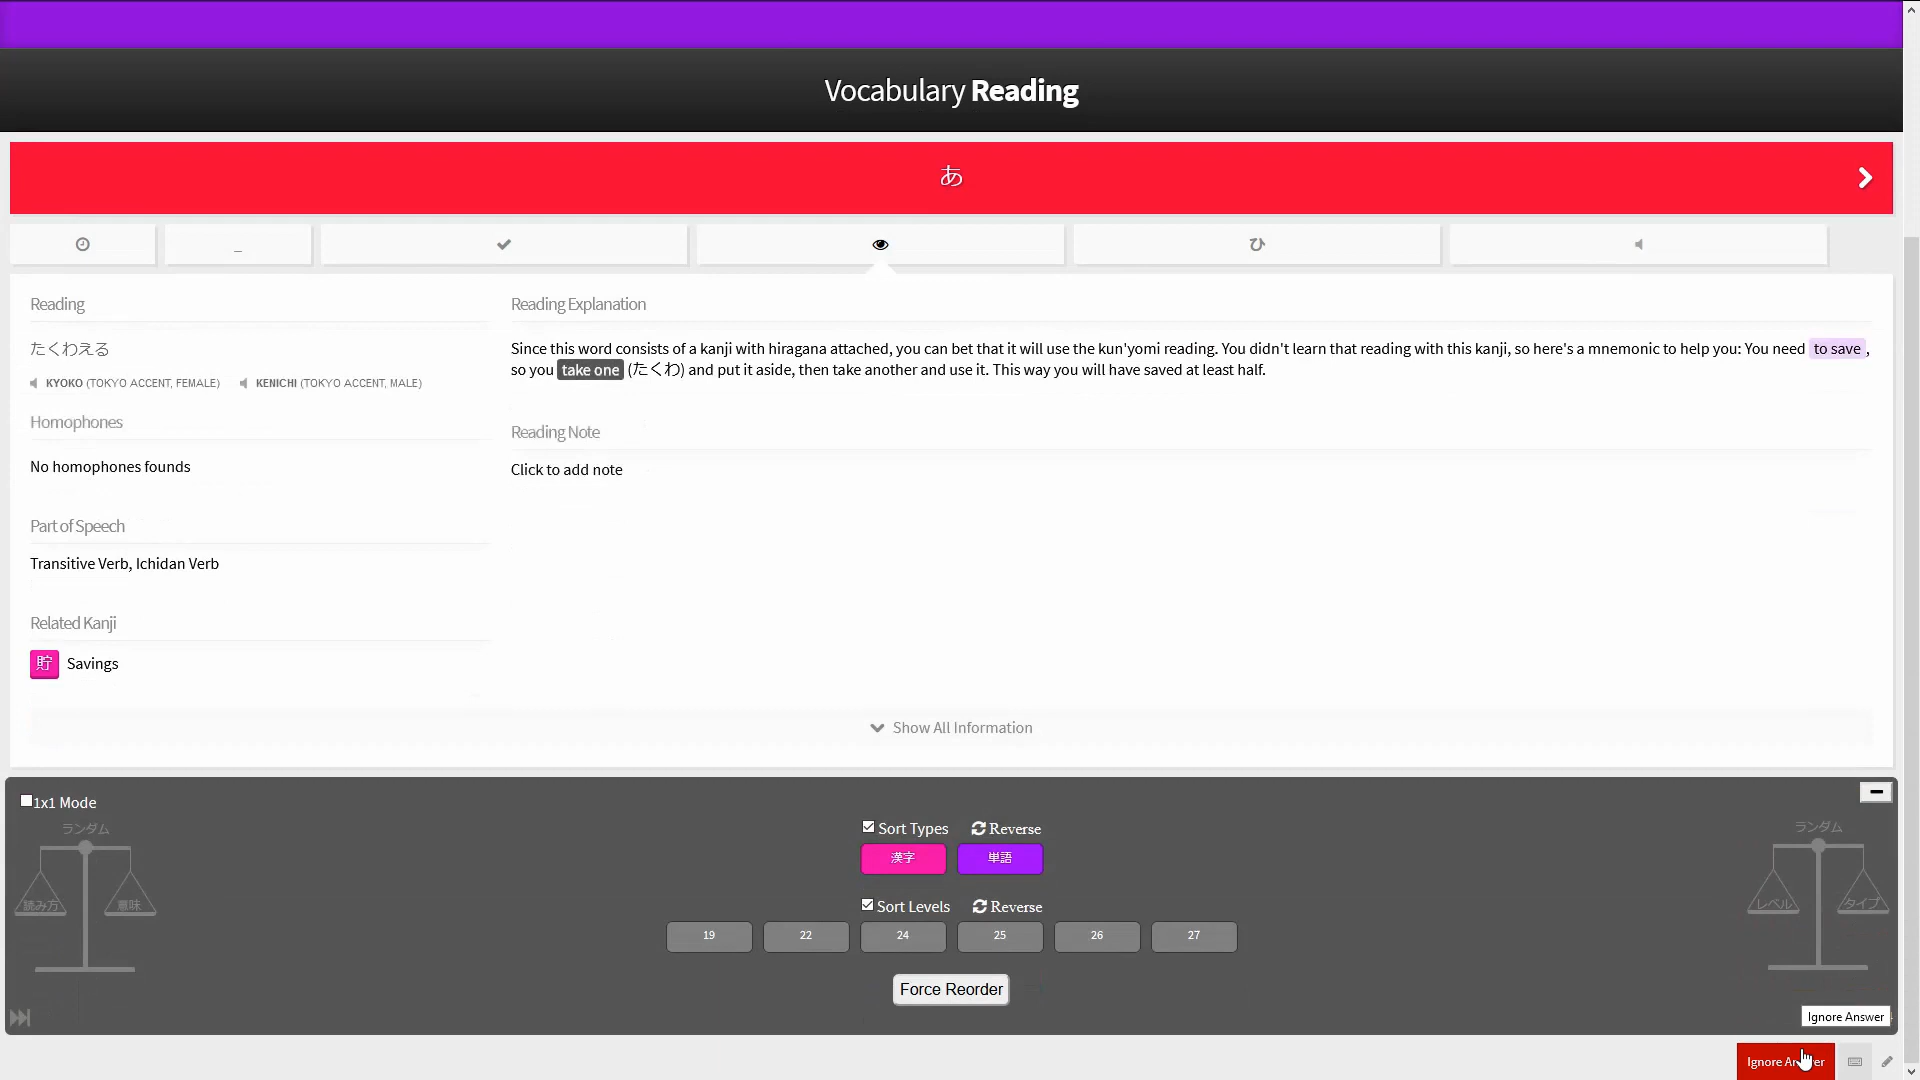 Vocabulary Reading
あ
ひ
Reading
たくわえる
KYOKO (TOKYO ACCENT, FEMALE) KENICHI (TOKYO ACCENT, MALE)
Homophones
No homophones founds
Part of Speech
Transitive Verb, Ichidan Verb
Related Kanji
貯 Savings
Reading Explanation
Since this word consists of a kanji with hiragana attached, you can bet that it will use the kun'yomi reading. You didn't learn that reading with this kanji, so here's a mnemonic to help you: You need to save ,
so you take one (たくわ) and put it aside, then take another and use it. This way you will have saved at least half.
Reading Note
Click to add note
Show All Information
1x1 Mode
ランダム
読み方 意味
Sort Types Reverse
漢字 単語
Sort Levels Reverse
19 22 24 25 26 27
Force Reorder
ランダム
レベル タイプ
Ignore Answer
Ignore